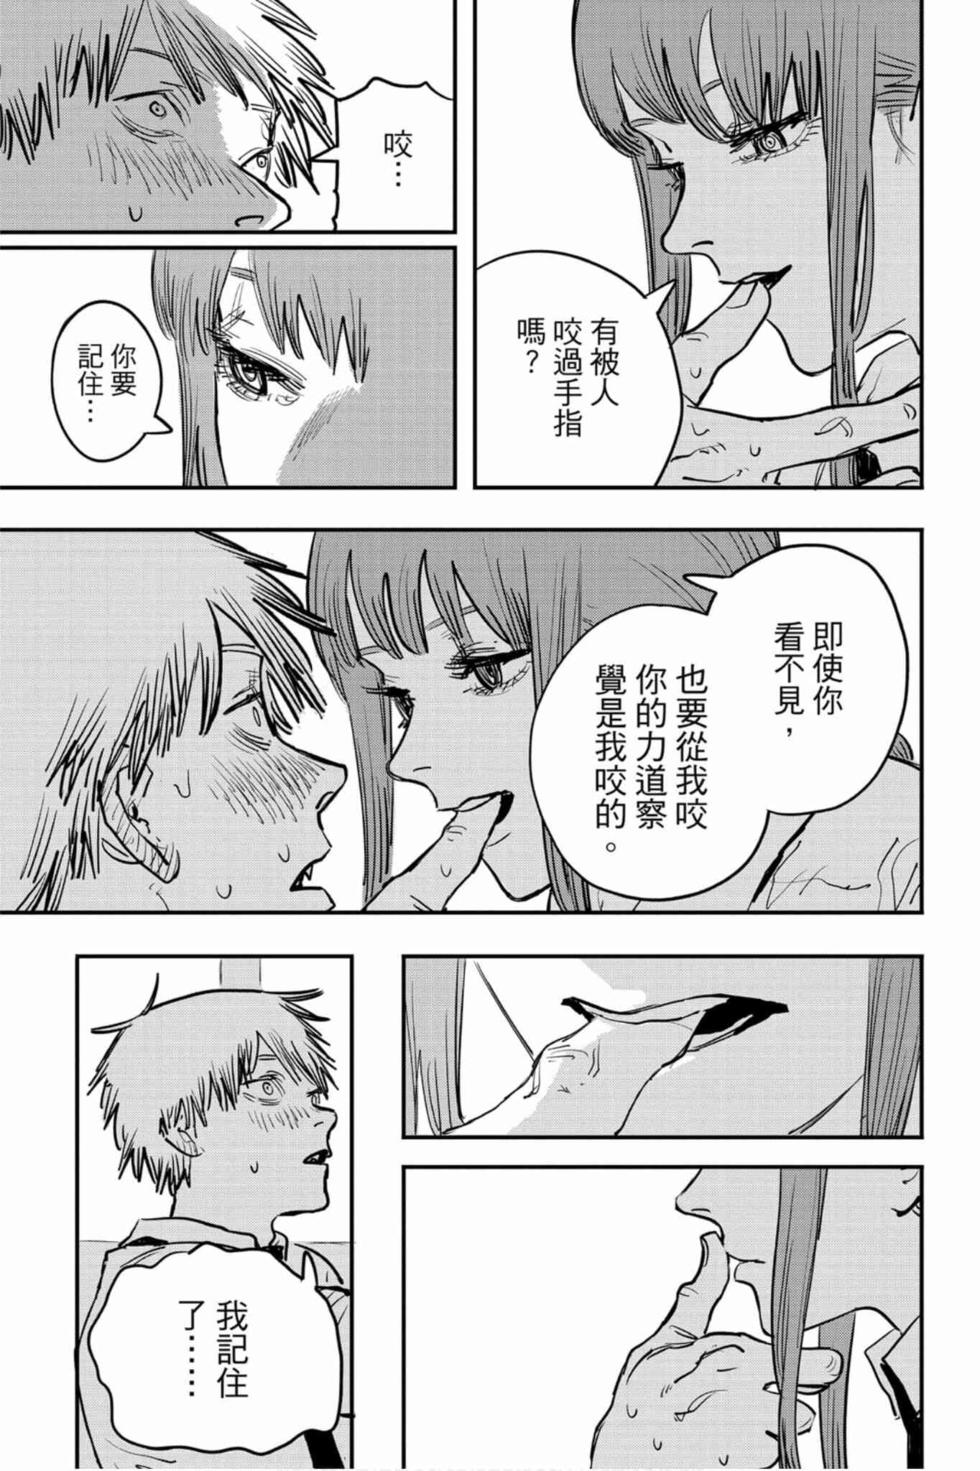 有被人
咬過手指
嗎？
咬…
你要
記住…
即使你
看不見，
也要從我咬
你的力道察
覺是我咬的。
我記住
了……